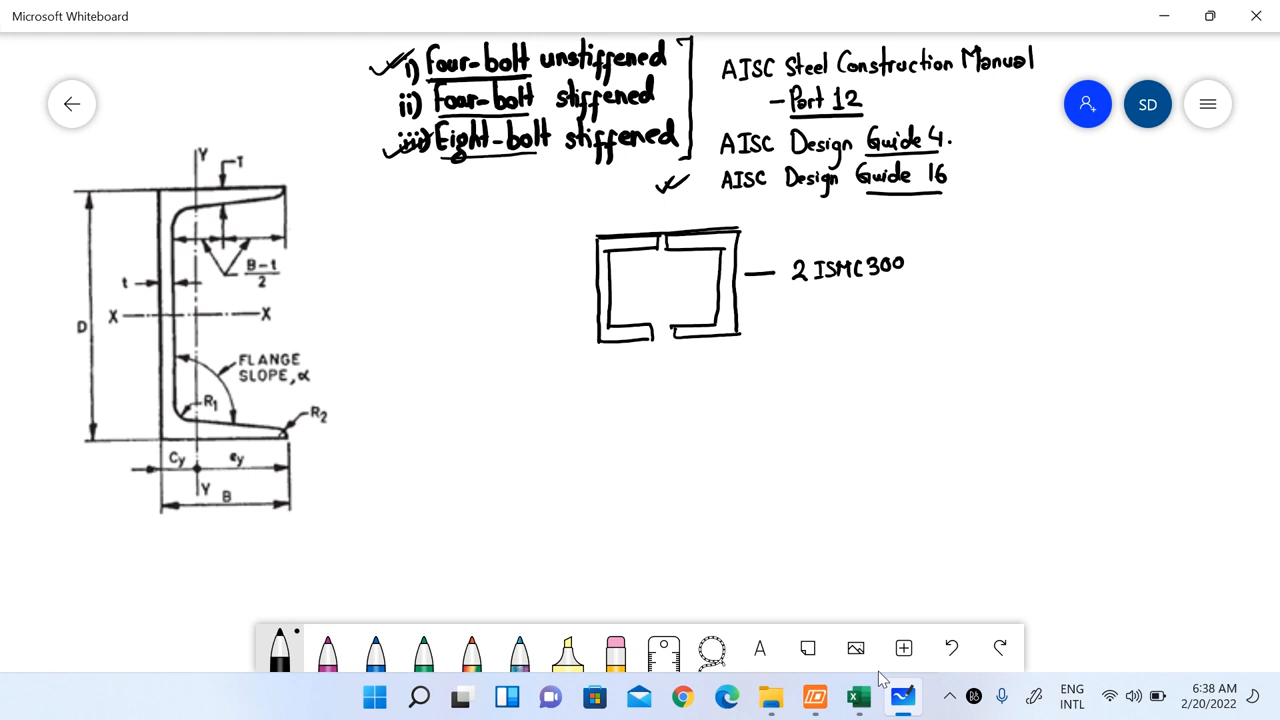 Microsoft Whiteboard
i) Four-bolt unstiffened
ii) Four-bolt stiffened
iii) Eight-bolt stiffened
AISC Steel Construction Manual
- Part 12
AISC Design Guide 4.
AISC Design Guide 16
SD
Y
T
B-t
2
t
X
X
D
FLANGE
SLOPE, α
R1
R2
Cy
ey
Y
B
2 ISMC 300
A
ENG
INTL
6:38 AM
2/20/2022